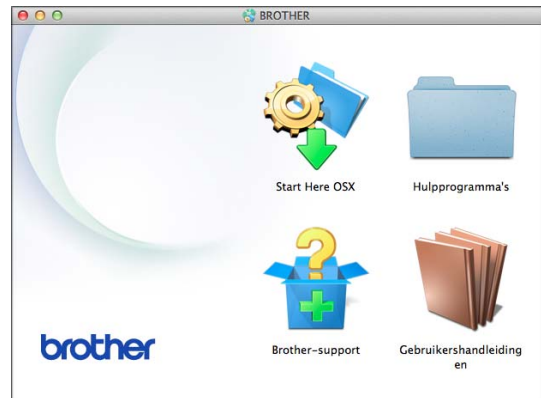 BROTHER
Start Here OSX
Hulpprogramma's
?
brother
Brother-support
Gebruikershandleiding
en